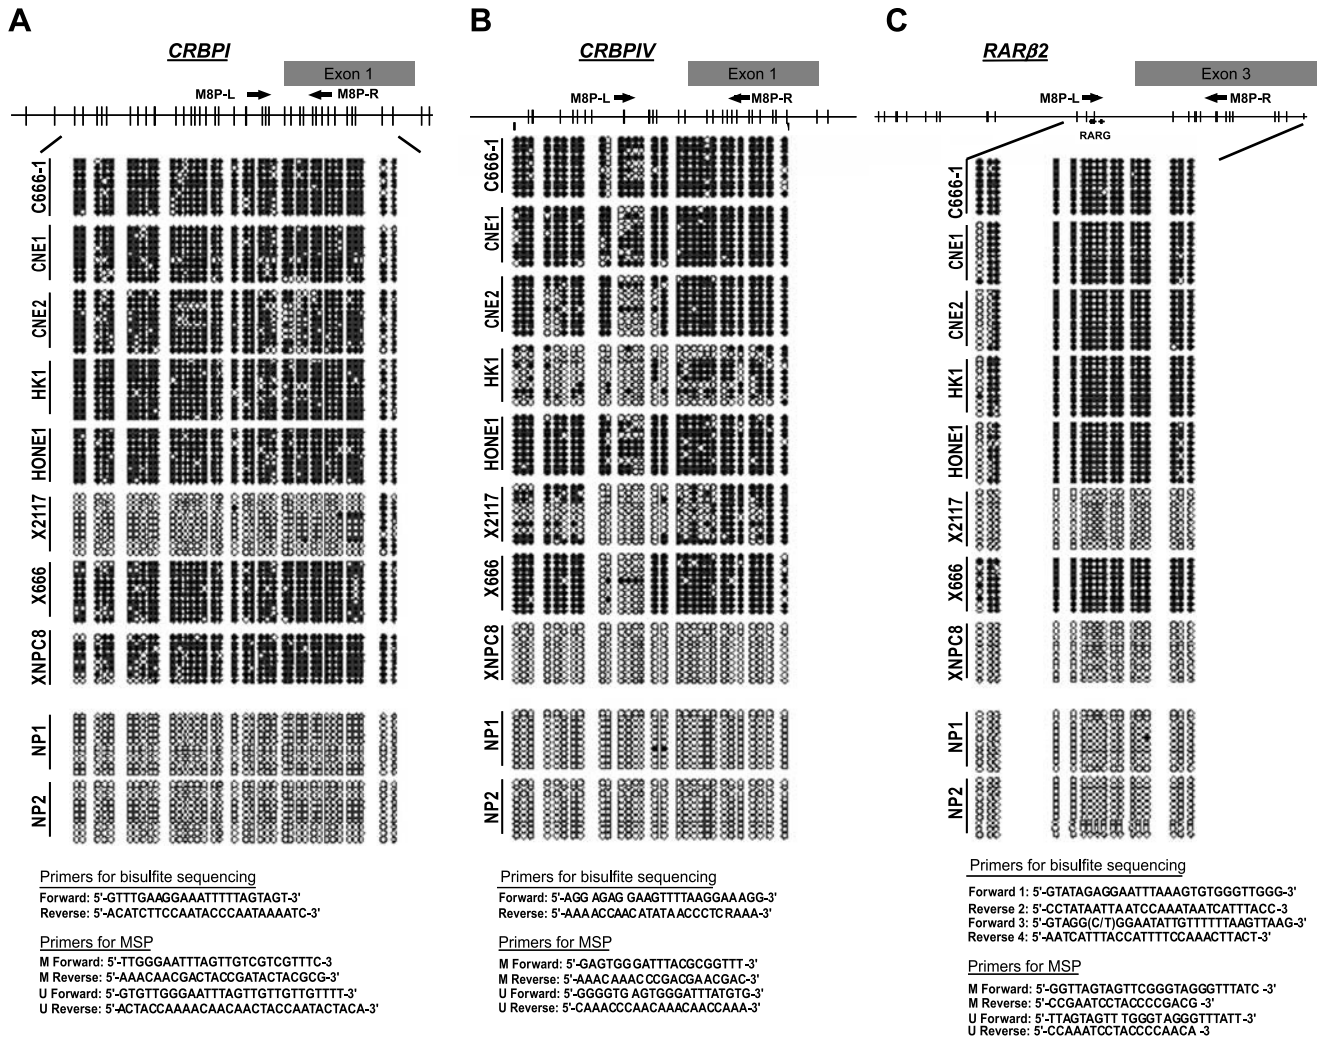 A
CRBPI
Exon 1
M8P-L
M8P-R
C666-1
CNE1
CNE2
HK1
HONE1
X2117
X666
XNPC8
NP1
NP2
Primers for bisulfite sequencing
Forward: 5'-GTTTGAAGGAAATTTTTAGTAGT-3'
Reverse: 5'-ACATCTTCCAATACCCAATAAAATC-3'
Primers for MSP
M Forward: 5'-TTGGGAATTTAGTTGTCGTCGTTTC-3
M Reverse: 5'-AAACAACGACTACCGATACTACGCG-3'
U Forward: 5'-GTGTTGGGAATTTAGTTGTTGTTGTTTT-3'
U Reverse: 5'-ACTACCAAAACAACAACTACCAATACTACA-3'
B
CRBPIV
Exon 1
M8P-L
M8P-R
C666-1
CNE1
CNE2
HK1
HONE1
X2117
X666
XNPC8
NP1
NP2
Primers for bisulfite sequencing
Forward: 5'-AGG AGAG GAAGTTTTAAGGAAAGG-3'
Reverse: 5'-AAAACCAACATATAACCCTCRAAA-3'
Primers for MSP
M Forward: 5'-GAGTGGGATTTACGCGGTTT-3'
M Reverse: 5'-AAACAAACCCGACGAACGAC-3'
U Forward: 5'-GGGGTG AGTGGGATTTATGTG-3'
U Reverse: 5'-CAAACCCAACAAACAACCAAA-3'
C
RARβ2
Exon 3
M8P-L
M8P-R
RARG
C666-1
CNE1
CNE2
HK1
HONE1
X2117
X666
XNPC8
NP1
NP2
Primers for bisulfite sequencing
Forward 1: 5'-GTATAGAGGAATTTAAAGTGTGGGTTGGG-3'
Reverse 2: 5'-CCTATAATTAATCCAAATAATCATTTACC-3
Forward 3: 5'-GTAGG(C/T)GGAATATTGTTTTTTAAGTTAAG-3'
Reverse 4: 5'-AATCATTTACCATTTTCCAAACTTACT-3'
Primers for MSP
M Forward: 5'-GGTTAGTAGTTCGGGTAGGGTTTATC -3'
M Reverse: 5'-CCGAATCCTACCCCGACG -3'
U Forward: 5'-TTAGTAGTT TGGGTAGGGTTTATT-3'
U Reverse: 5'-CCAAATCCTACCCCAACA -3